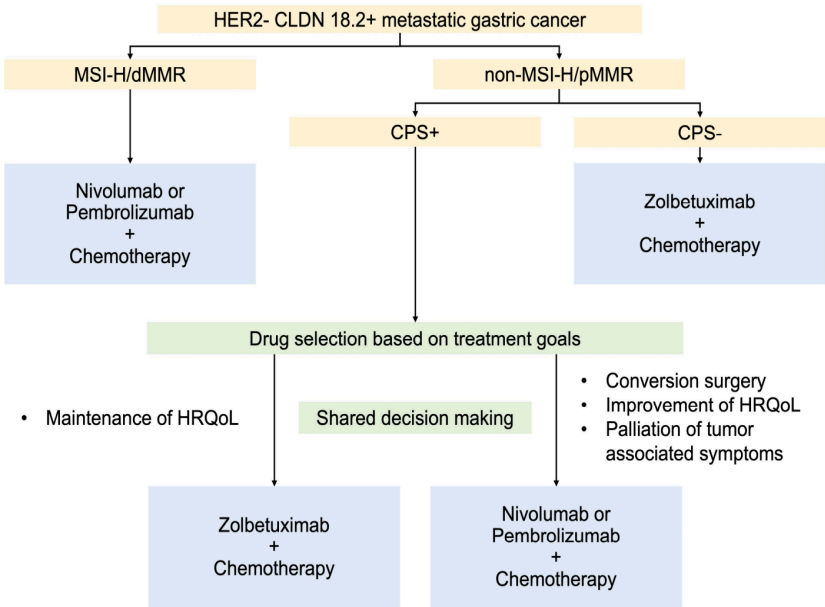 HER2- CLDN 18.2+ metastatic gastric cancer
MSI-H/dMMR
non-MSI-H/pMMR
CPS+
CPS-
Nivolumab or
Pembrolizumab
+
Chemotherapy
Zolbetuximab
+
Chemotherapy
Drug selection based on treatment goals
• Maintenance of HRQoL
Shared decision making
• Conversion surgery
• Improvement of HRQoL
• Palliation of tumor
associated symptoms
Zolbetuximab
+
Chemotherapy
Nivolumab or
Pembrolizumab
+
Chemotherapy